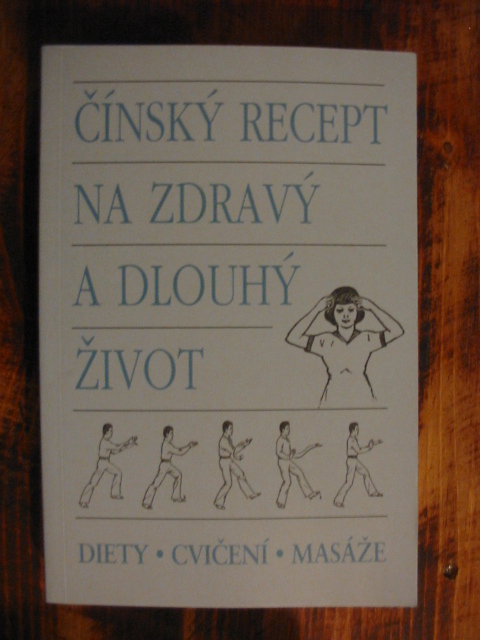 ČÍNSKÝ RECEPT
NA ZDRAVÝ
A DLOUHÝ
ŽIVOT
DIETY • CVIČENÍ • MASÁŽE